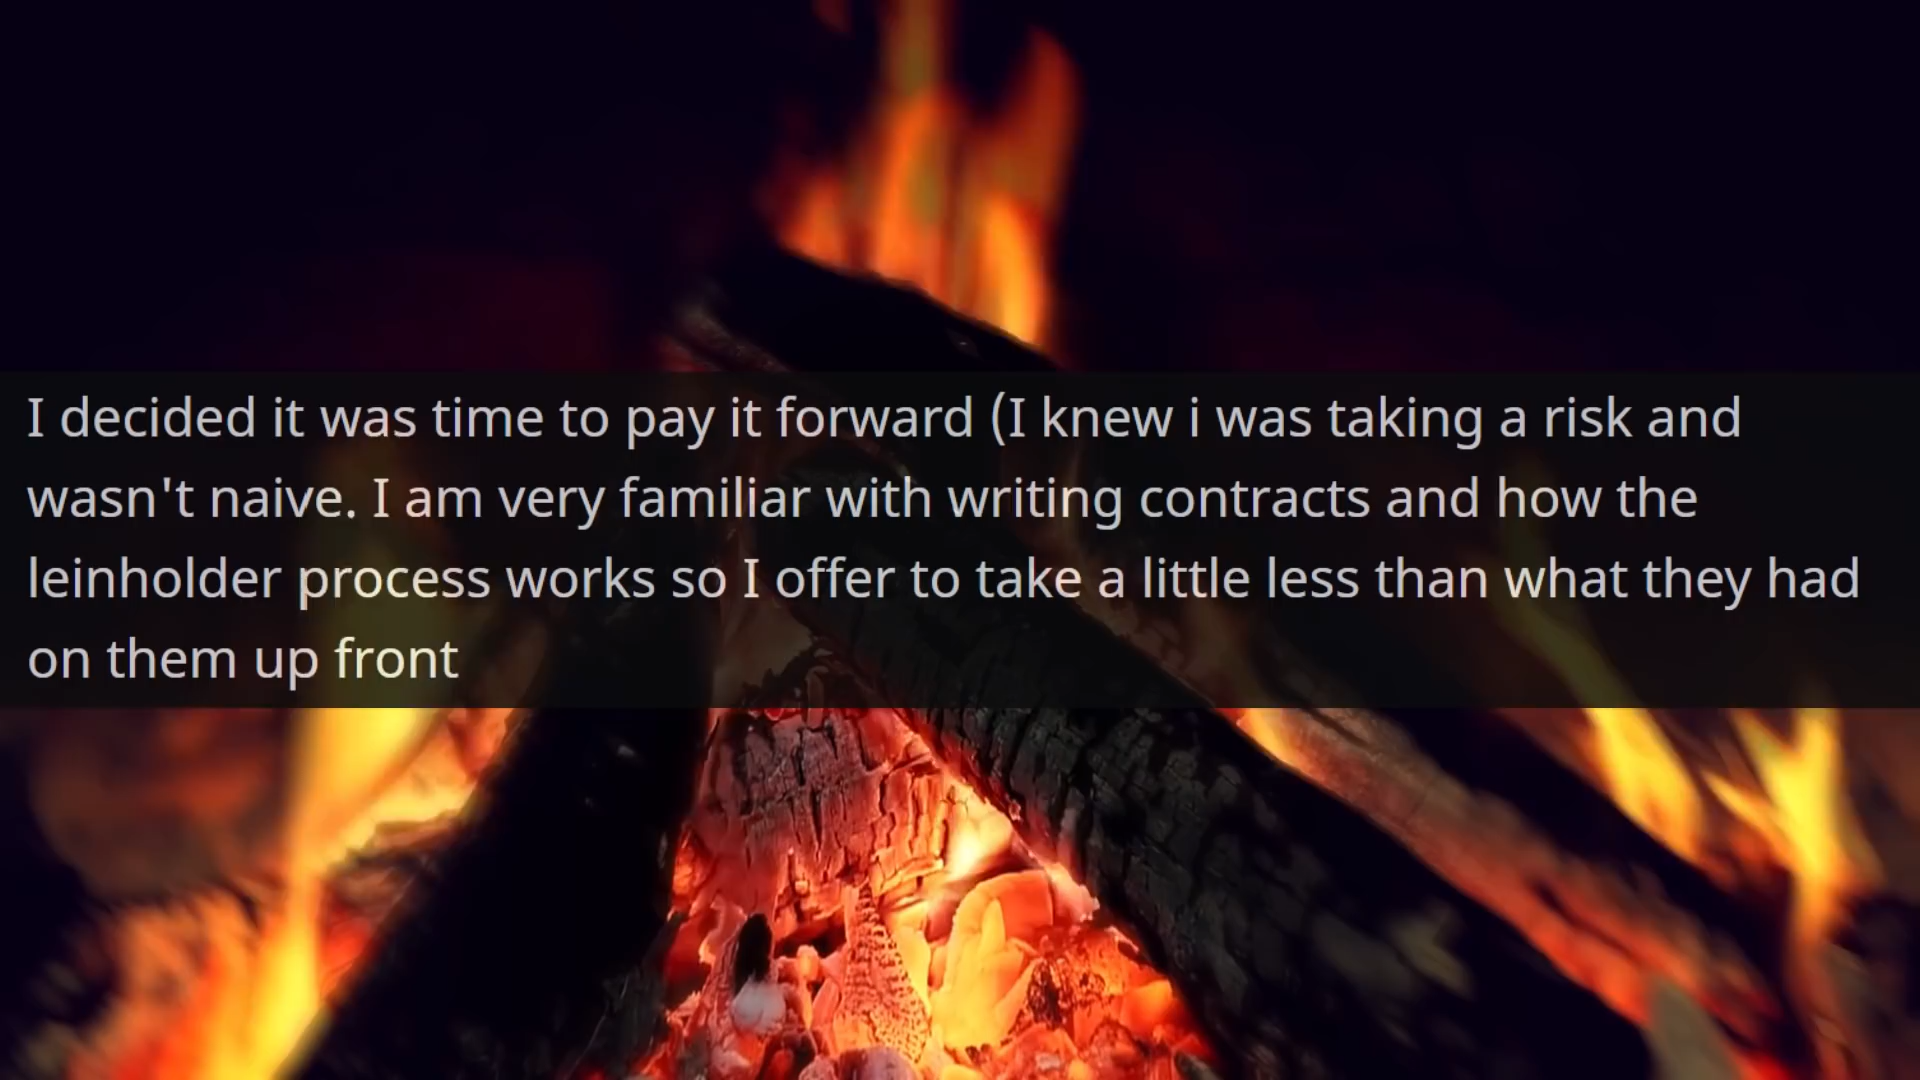 I decided it was time to pay it forward (I knew i was taking a risk and
wasn't naive. I am very familiar with writing contracts and how the
leinholder process works so I offer to take a little less than what they had
on them up front